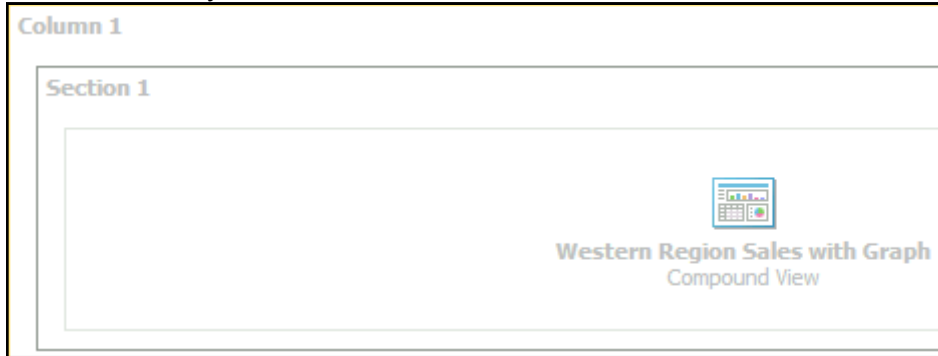 Column 1
Section 1
Western Region Sales with Graph
Compound View